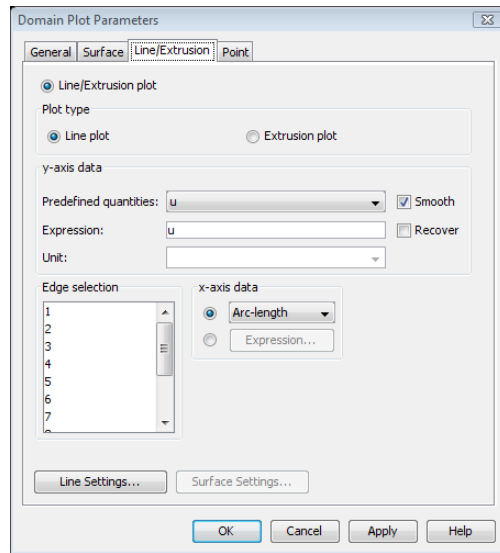 Domain Plot Parameters
General Surface Line/Extrusion Point
Line/Extrusion plot
Plot type
Line plot Extrusion plot
y-axis data
Predefined quantities: u Smooth
Expression: u Recover
Unit:
Edge selection x-axis data
1
2
3
4
5
6
7
Arc-length
Expression...
Line Settings... Surface Settings...
OK Cancel Apply Help